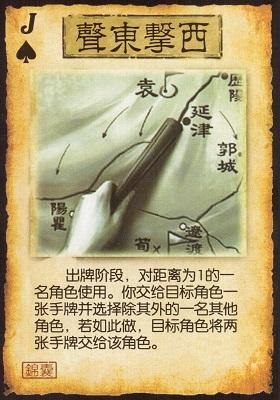 J
聲東擊西
袁
歷陽
延津
鄄城
陽翟
荀
遼渡
出牌阶段，对距离为1的一
名角色使用。你交给目标角色一
张手牌并选择除其外的一名其他
角色，若如此做，目标角色将两
张手牌交给该角色。
錦囊